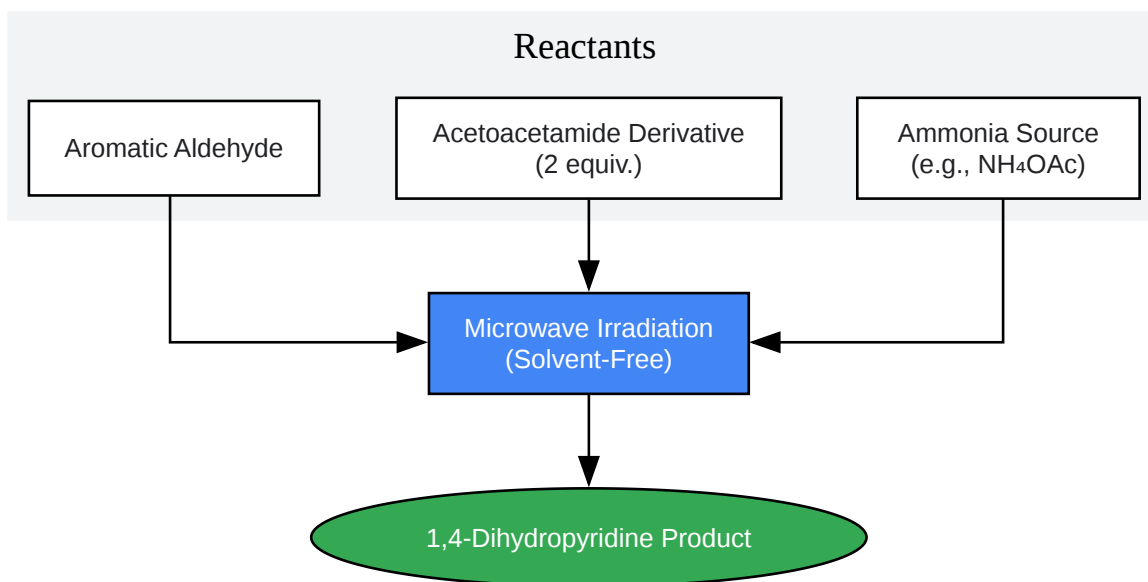 Reactants
Aromatic Aldehyde
Acetoacetamide Derivative
(2 equiv.)
Ammonia Source
(e.g., NH₄OAc)
Microwave Irradiation
(Solvent-Free)
1,4-Dihydropyridine Product